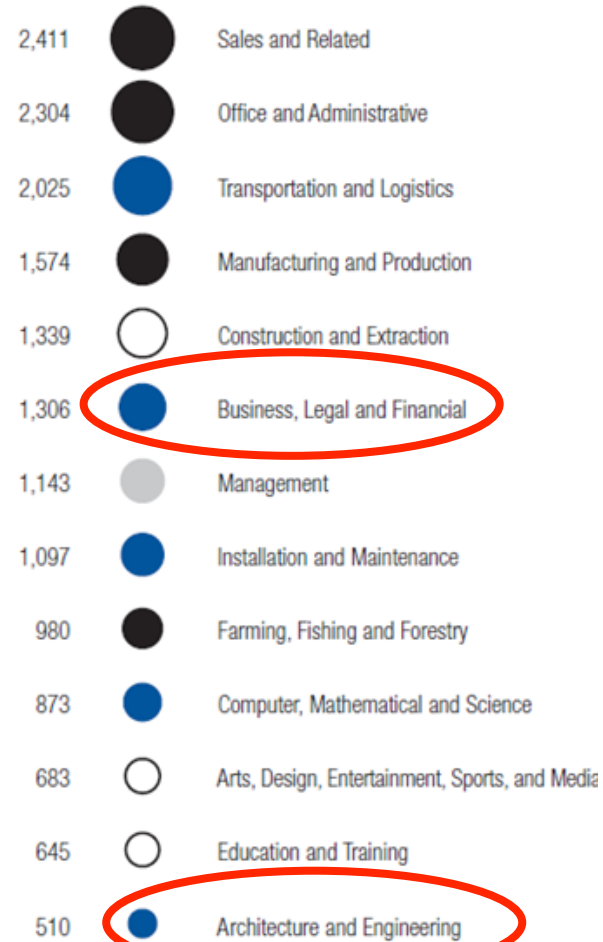 2,411 Sales and Related
2,304 Office and Administrative
2,025 Transportation and Logistics
1,574 Manufacturing and Production
1,339 Construction and Extraction
1,306 Business, Legal and Financial
1,143 Management
1,097 Installation and Maintenance
980 Farming, Fishing and Forestry
873 Computer, Mathematical and Science
683 Arts, Design, Entertainment, Sports, and Media
645 Education and Training
510 Architecture and Engineering